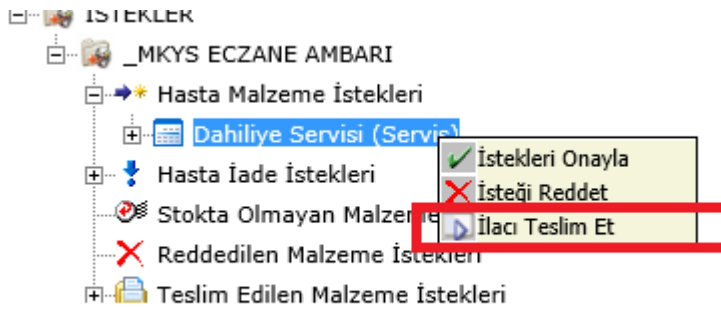 İSTEKLER
_MKYS ECZANE AMBARI
Hasta Malzeme İstekleri
Dahiliye Servisi (Servis)
İstekleri Onayla
Hasta İade İstekleri
İsteği Reddet
Stokta Olmayan Malzeme
İlacı Teslim Et
Reddedilen Malzeme İstekleri
Teslim Edilen Malzeme İstekleri